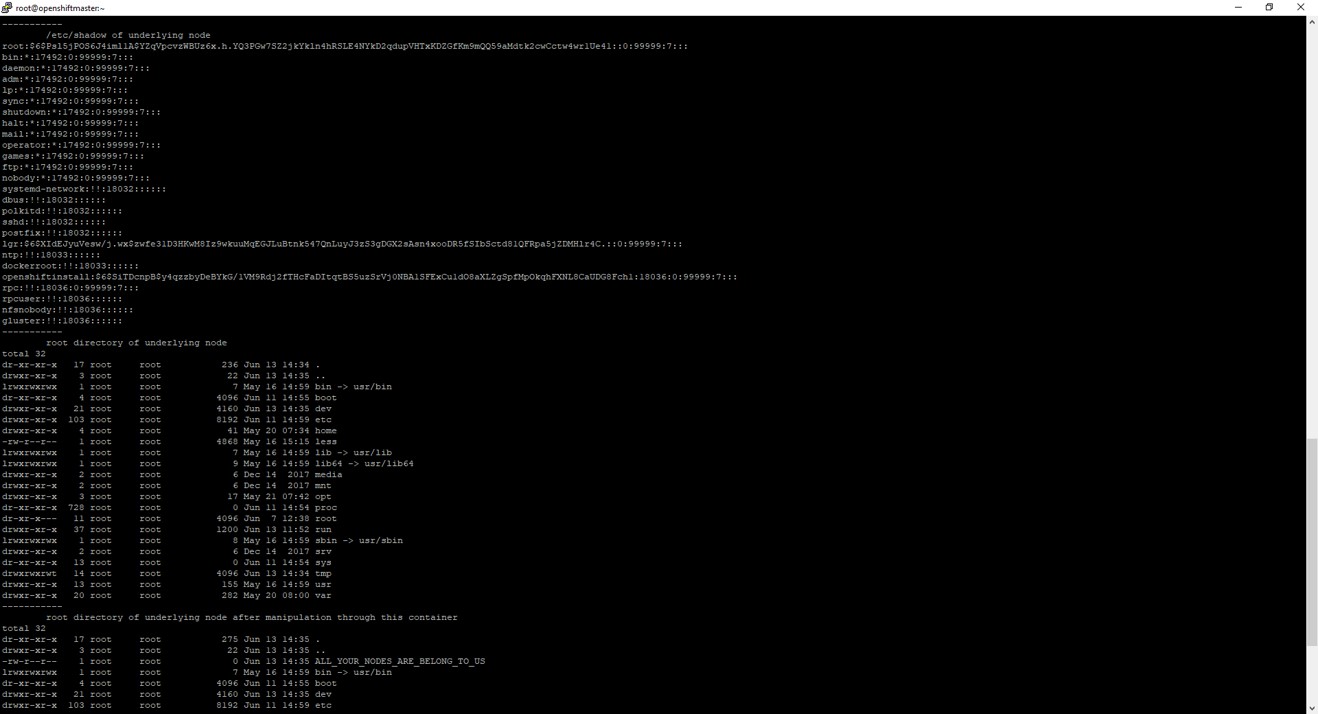 root@openshiftmaster:~
-----------
/etc/shadow of underlying node
root:$6$Psl5jPOS6J4imllA$YZqVpcvzWBUz6x.h.YQ3PGw7SZ2jkYkln4hRSLE4NYkD2qdupVHTxKDZGfKm9mQQ59aMdtk2cwCctw4wr1Ue4l::0:99999:7:::
bin:*:17492:0:99999:7:::
daemon:*:17492:0:99999:7:::
adm:*:17492:0:99999:7:::
lp:*:17492:0:99999:7:::
sync:*:17492:0:99999:7:::
shutdown:*:17492:0:99999:7:::
halt:*:17492:0:99999:7:::
mail:*:17492:0:99999:7:::
operator:*:17492:0:99999:7:::
games:*:17492:0:99999:7:::
ftp:*:17492:0:99999:7:::
nobody:*:17492:0:99999:7:::
systemd-network:!!:18032::::::
dbus:!!:18032::::::
polkitd:!!:18032::::::
sshd:!!:18032::::::
postfix:!!:18032::::::
lgr:$6$XIdEJyuVesw/j.wx$zwfe31D3HKwM8Iz9wkuuMqEGJLuBtnk547QnLuyJ3zS3gDGX2sAsn4xooDR5fSIbSctd81QFRpa5jZDMH1r4C.::0:99999:7:::
ntp:!!:18033::::::
dockerroot:!!:18033::::::
openshiftinstall:$6$SiTDcnpB$y4qzzbyDeBYkG/lVM9Rdj2fTHcFaDItqtBS5uzSrVj0NBAlSFExCu1dO8aXLZgSpfMpOkqhFXNL8CaUDG8Fch1:18036:0:99999:7:::
rpc:!!:18036:0:99999:7:::
rpcuser:!!:18036::::::
nfsnobody:!!:18036::::::
gluster:!!:18036::::::
-----------
root directory of underlying node
total 32
dr-xr-xr-x 17 root root 236 Jun 13 14:34 .
drwxr-xr-x 3 root root 22 Jun 13 14:35 ..
lrwxrwxrwx 1 root root 7 May 16 14:59 bin -> usr/bin
dr-xr-xr-x 4 root root 4096 Jun 11 14:55 boot
drwxr-xr-x 21 root root 4160 Jun 13 14:35 dev
drwxr-xr-x 103 root root 8192 Jun 11 14:59 etc
drwxr-xr-x 4 root root 41 May 20 07:34 home
-rw-r--r-- 1 root root 4868 May 16 15:15 less
lrwxrwxrwx 1 root root 7 May 16 14:59 lib -> usr/lib
lrwxrwxrwx 1 root root 9 May 16 14:59 lib64 -> usr/lib64
drwxr-xr-x 2 root root 6 Dec 14 2017 media
drwxr-xr-x 2 root root 6 Dec 14 2017 mnt
drwxr-xr-x 3 root root 17 May 21 07:42 opt
dr-xr-xr-x 728 root root 0 Jun 11 14:54 proc
dr-xr-x--- 11 root root 4096 Jun 7 12:38 root
drwxr-xr-x 37 root root 1200 Jun 13 11:52 run
lrwxrwxrwx 1 root root 8 May 16 14:59 sbin -> usr/sbin
drwxr-xr-x 2 root root 6 Dec 14 2017 srv
dr-xr-xr-x 13 root root 0 Jun 11 14:54 sys
drwxrwxrwt 14 root root 4096 Jun 13 14:34 tmp
drwxr-xr-x 13 root root 155 May 16 14:59 usr
drwxr-xr-x 20 root root 282 May 20 08:00 var
-----------
root directory of underlying node after manipulation through this container
total 32
dr-xr-xr-x 17 root root 275 Jun 13 14:35 .
drwxr-xr-x 3 root root 22 Jun 13 14:35 ..
-rw-r--r-- 1 root root 0 Jun 13 14:35 ALL_YOUR_NODES_ARE_BELONG_TO_US
lrwxrwxrwx 1 root root 7 May 16 14:59 bin -> usr/bin
dr-xr-xr-x 4 root root 4096 Jun 11 14:55 boot
drwxr-xr-x 21 root root 4160 Jun 13 14:35 dev
drwxr-xr-x 103 root root 8192 Jun 11 14:59 etc